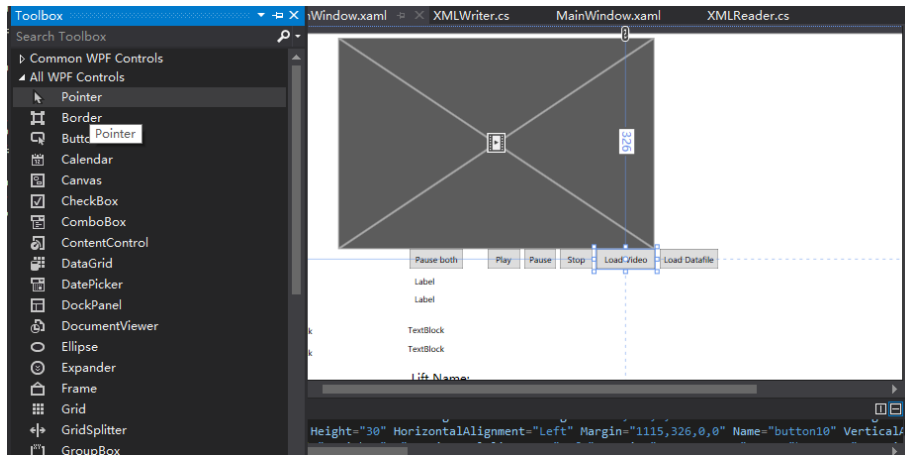 Toolbox
Search Toolbox
Common WPF Controls
All WPF Controls
Pointer
Border
Pointer
Calendar
Canvas
CheckBox
ComboBox
ContentControl
DataGrid
DatePicker
DockPanel
DocumentViewer
Ellipse
Expander
Frame
Grid
GridSplitter
GroupBox
nWindow.xaml XMLWriter.cs MainWindow.xaml XMLReader.cs
326
Pause both Play Pause Stop Load Video Load Datafile
Label
Label
k TextBlock
k TextBlock
Lift Name:
Height="30" HorizontalAlignment="Left" Margin="1115,326,0,0" Name="button10" VerticalA